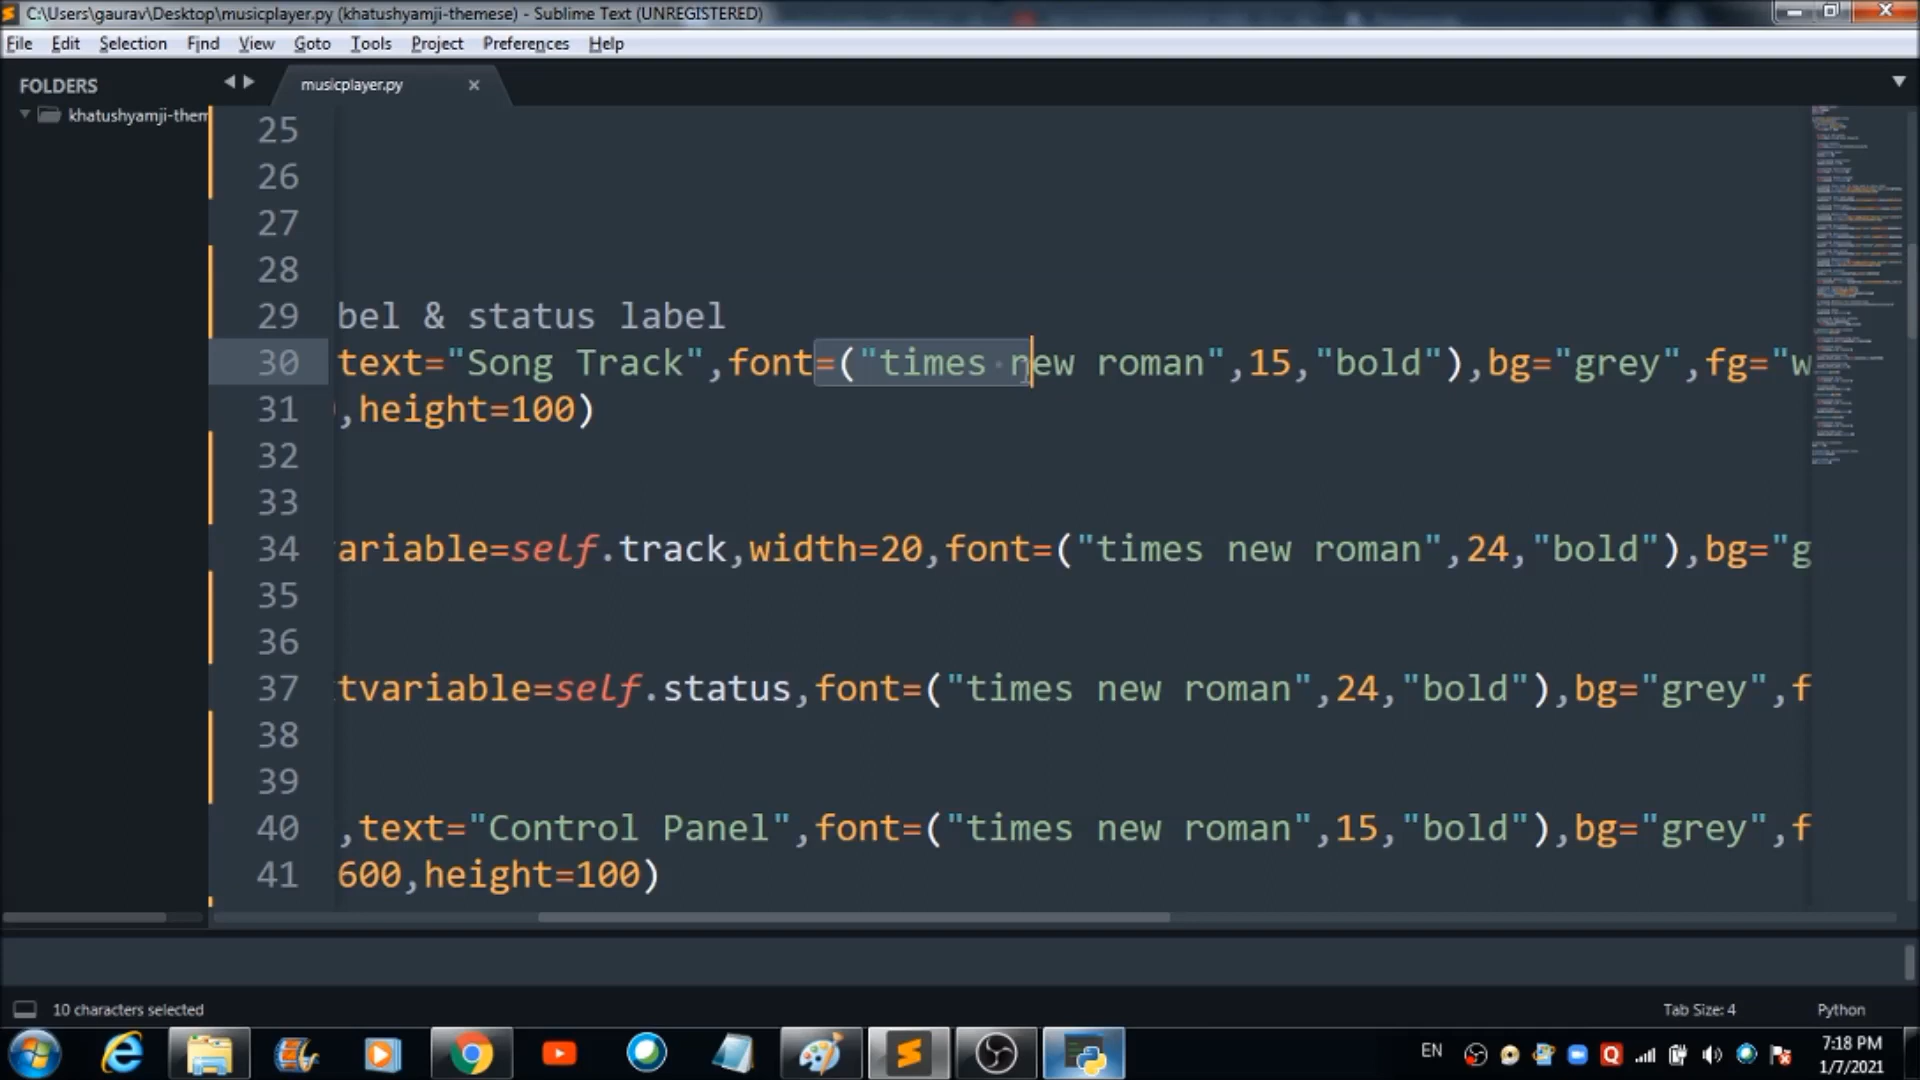 C:\Users\gaurav\Desktop\musicplayer.py (khatushyamji-themese) - Sublime Text (UNREGISTERED)
File Edit Selection Find View Goto Tools Project Preferences Help
FOLDERS
musicplayer.py
khatushyamji-them
25
26
27
28
29 bel & status label
30 text="Song Track",font=("times new roman",15,"bold"),bg="grey",fg="w
31 ,height=100)
32
33
34 ariable=self.track,width=20,font=("times new roman",24,"bold"),bg="g
35
36
37 tvariable=self.status,font=("times new roman",24,"bold"),bg="grey",f
38
39
40 ,text="Control Panel",font=("times new roman",15,"bold"),bg="grey",f
41 600,height=100)
10 characters selected
Tab Size: 4
Python
EN
7:18 PM
1/7/2021